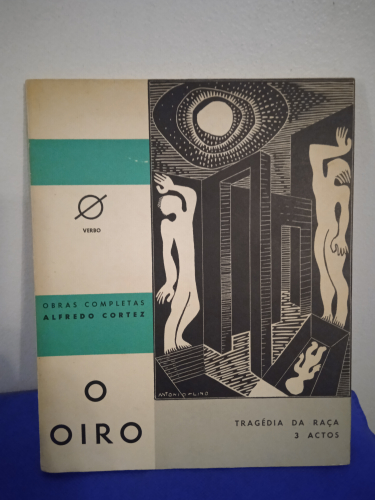 VERBO
OBRAS COMPLETAS
ALFREDO CORTEZ
O
OIRO
TRAGÉDIA DA RAÇA
3 ACTOS